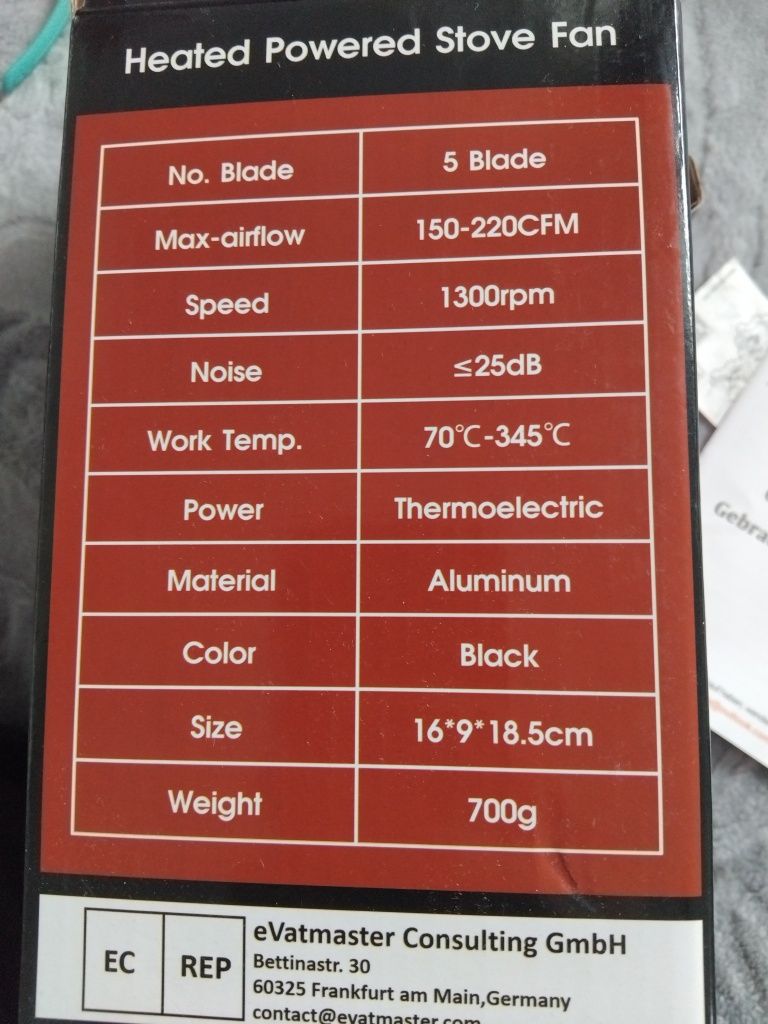 Heated Powered Stove Fan
No. Blade 5 Blade
Max-airflow 150-220CFM
Speed 1300rpm
Noise ≤25dB
Work Temp. 70℃-345℃
Power Thermoelectric
Material Aluminum
Color Black
Size 16*9*18.5cm
Weight 700g
EC REP
eVatmaster Consulting GmbH
Bettinastr. 30
60325 Frankfurt am Main,Germany
contact@evatmaster.com